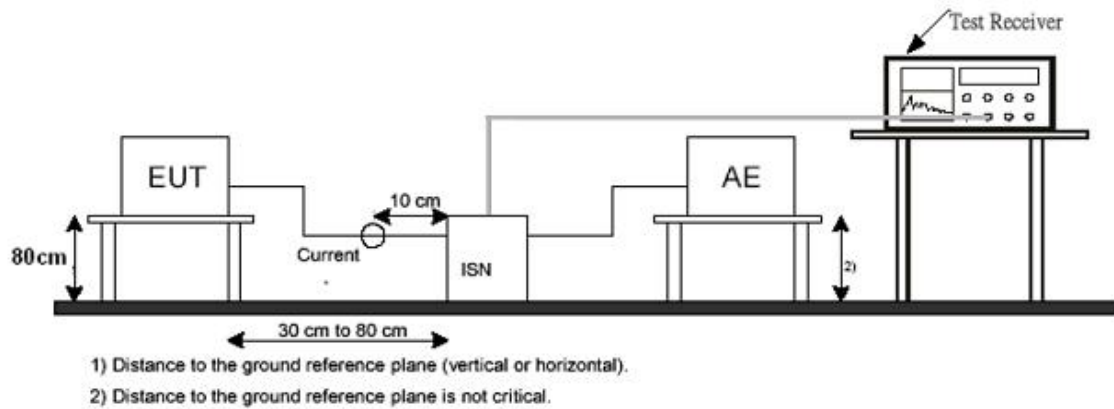 Test Receiver
EUT
AE
10 cm
80cm
Current
ISN
2)
30 cm to 80 cm
1) Distance to the ground reference plane (vertical or horizontal).
2) Distance to the ground reference plane is not critical.